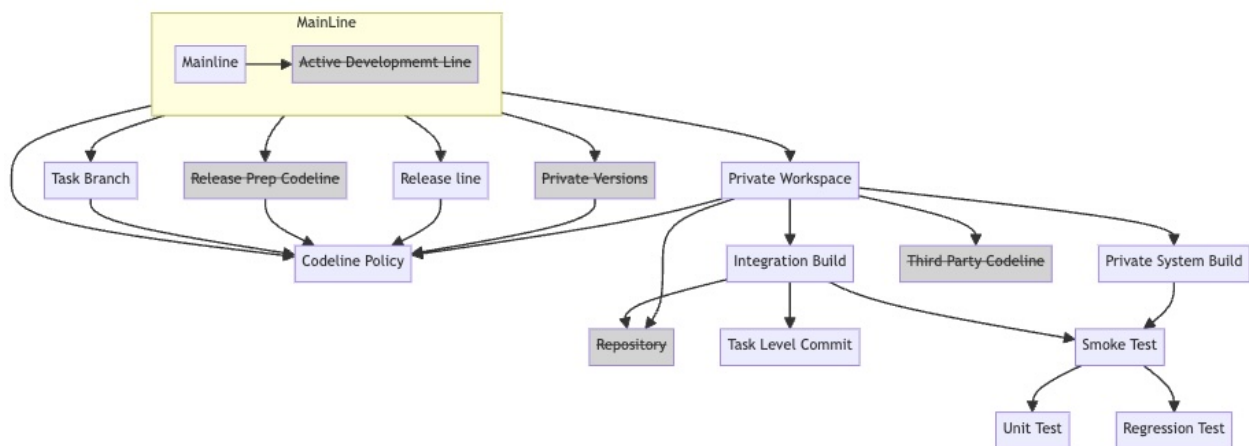 MainLine
Mainline
Active Developmemt Line
Task Branch
Release Prep Codeline
Release line
Private Versions
Private Workspace
Codeline Policy
Integration Build
Third Party Codeline
Private System Build
Repository
Task Level Commit
Smoke Test
Unit Test
Regression Test